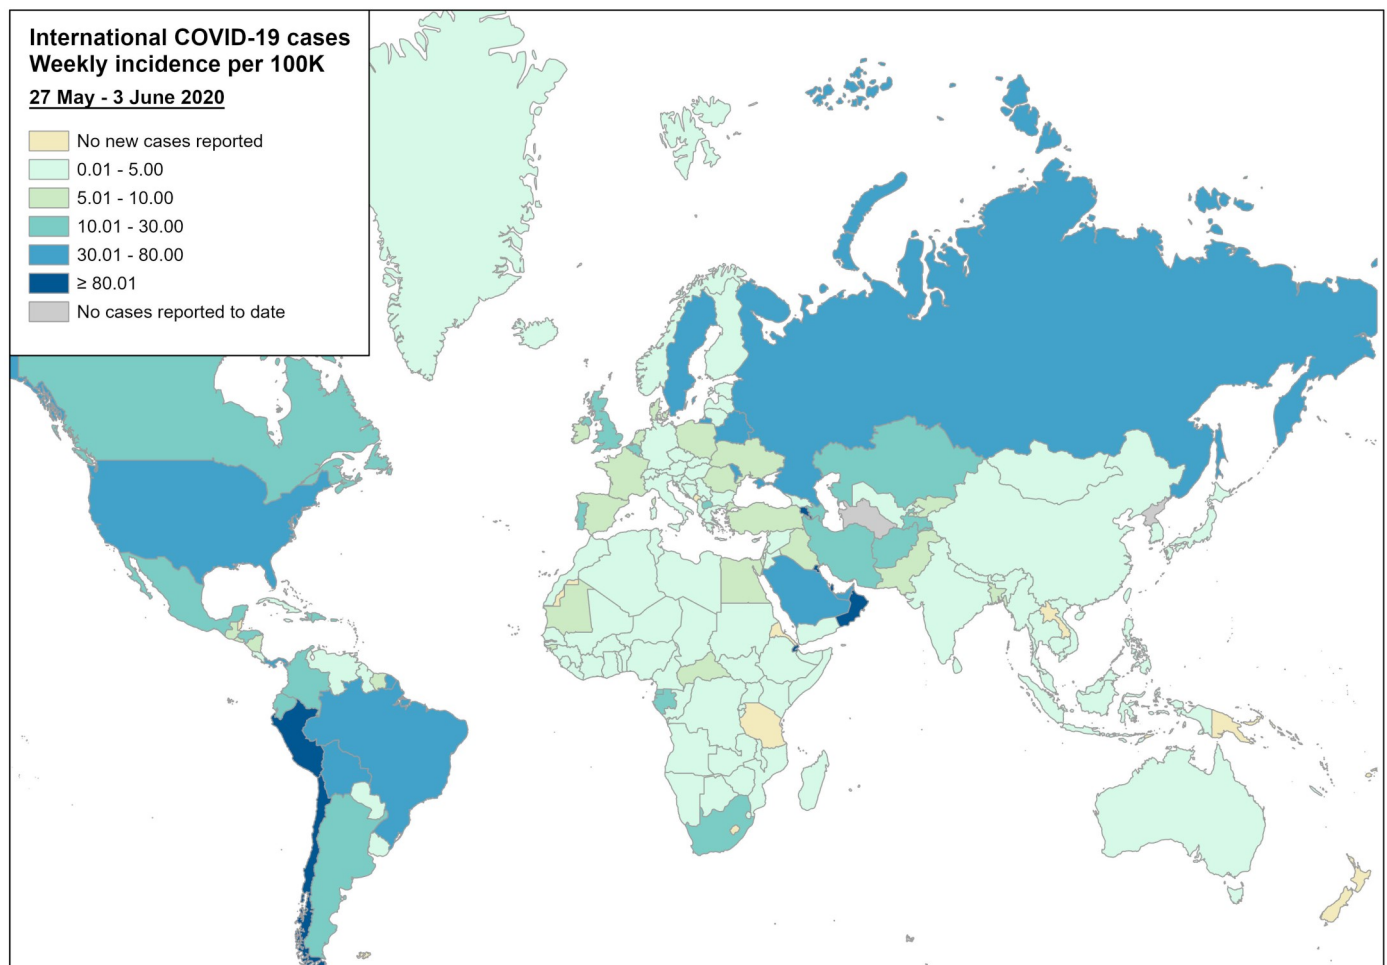 International COVID-19 cases
Weekly incidence per 100K
27 May - 3 June 2020
No new cases reported
0.01 - 5.00
5.01 - 10.00
10.01 - 30.00
30.01 - 80.00
≥ 80.01
No cases reported to date